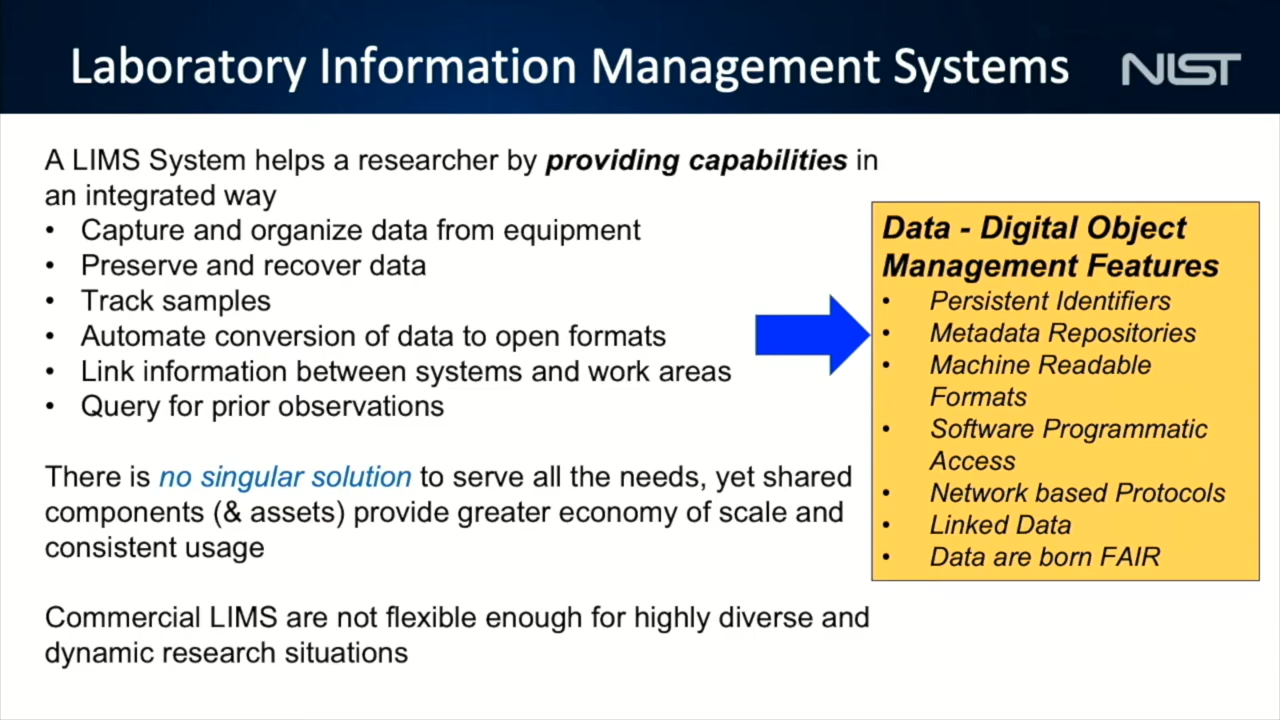 Laboratory Information Management Systems
NIST
A LIMS System helps a researcher by providing capabilities in
an integrated way
• Capture and organize data from equipment
• Preserve and recover data
• Track samples
• Automate conversion of data to open formats
• Link information between systems and work areas
• Query for prior observations
There is no singular solution to serve all the needs, yet shared
components (& assets) provide greater economy of scale and
consistent usage
Commercial LIMS are not flexible enough for highly diverse and
dynamic research situations
Data - Digital Object
Management Features
• Persistent Identifiers
• Metadata Repositories
• Machine Readable
Formats
• Software Programmatic
Access
• Network based Protocols
• Linked Data
• Data are born FAIR